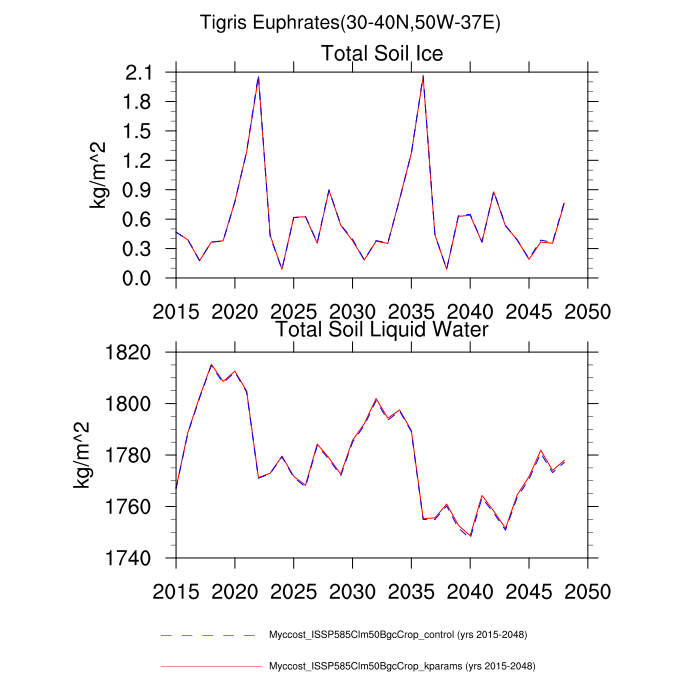 Tigris Euphrates(30-40N,50W-37E)
Total Soil Ice
2.1
1.8
1.5
1.2
0.9
0.6
0.3
0.0
kg/m^2
2015 2020 2025 2030 2035 2040 2045 2050
Total Soil Liquid Water
1820
1800
1780
1760
1740
kg/m^2
2015 2020 2025 2030 2035 2040 2045 2050
Myccost_ISSP585Clm50BgcCrop_control (yrs 2015-2048)
Myccost_ISSP585Clm50BgcCrop_kparams (yrs 2015-2048)